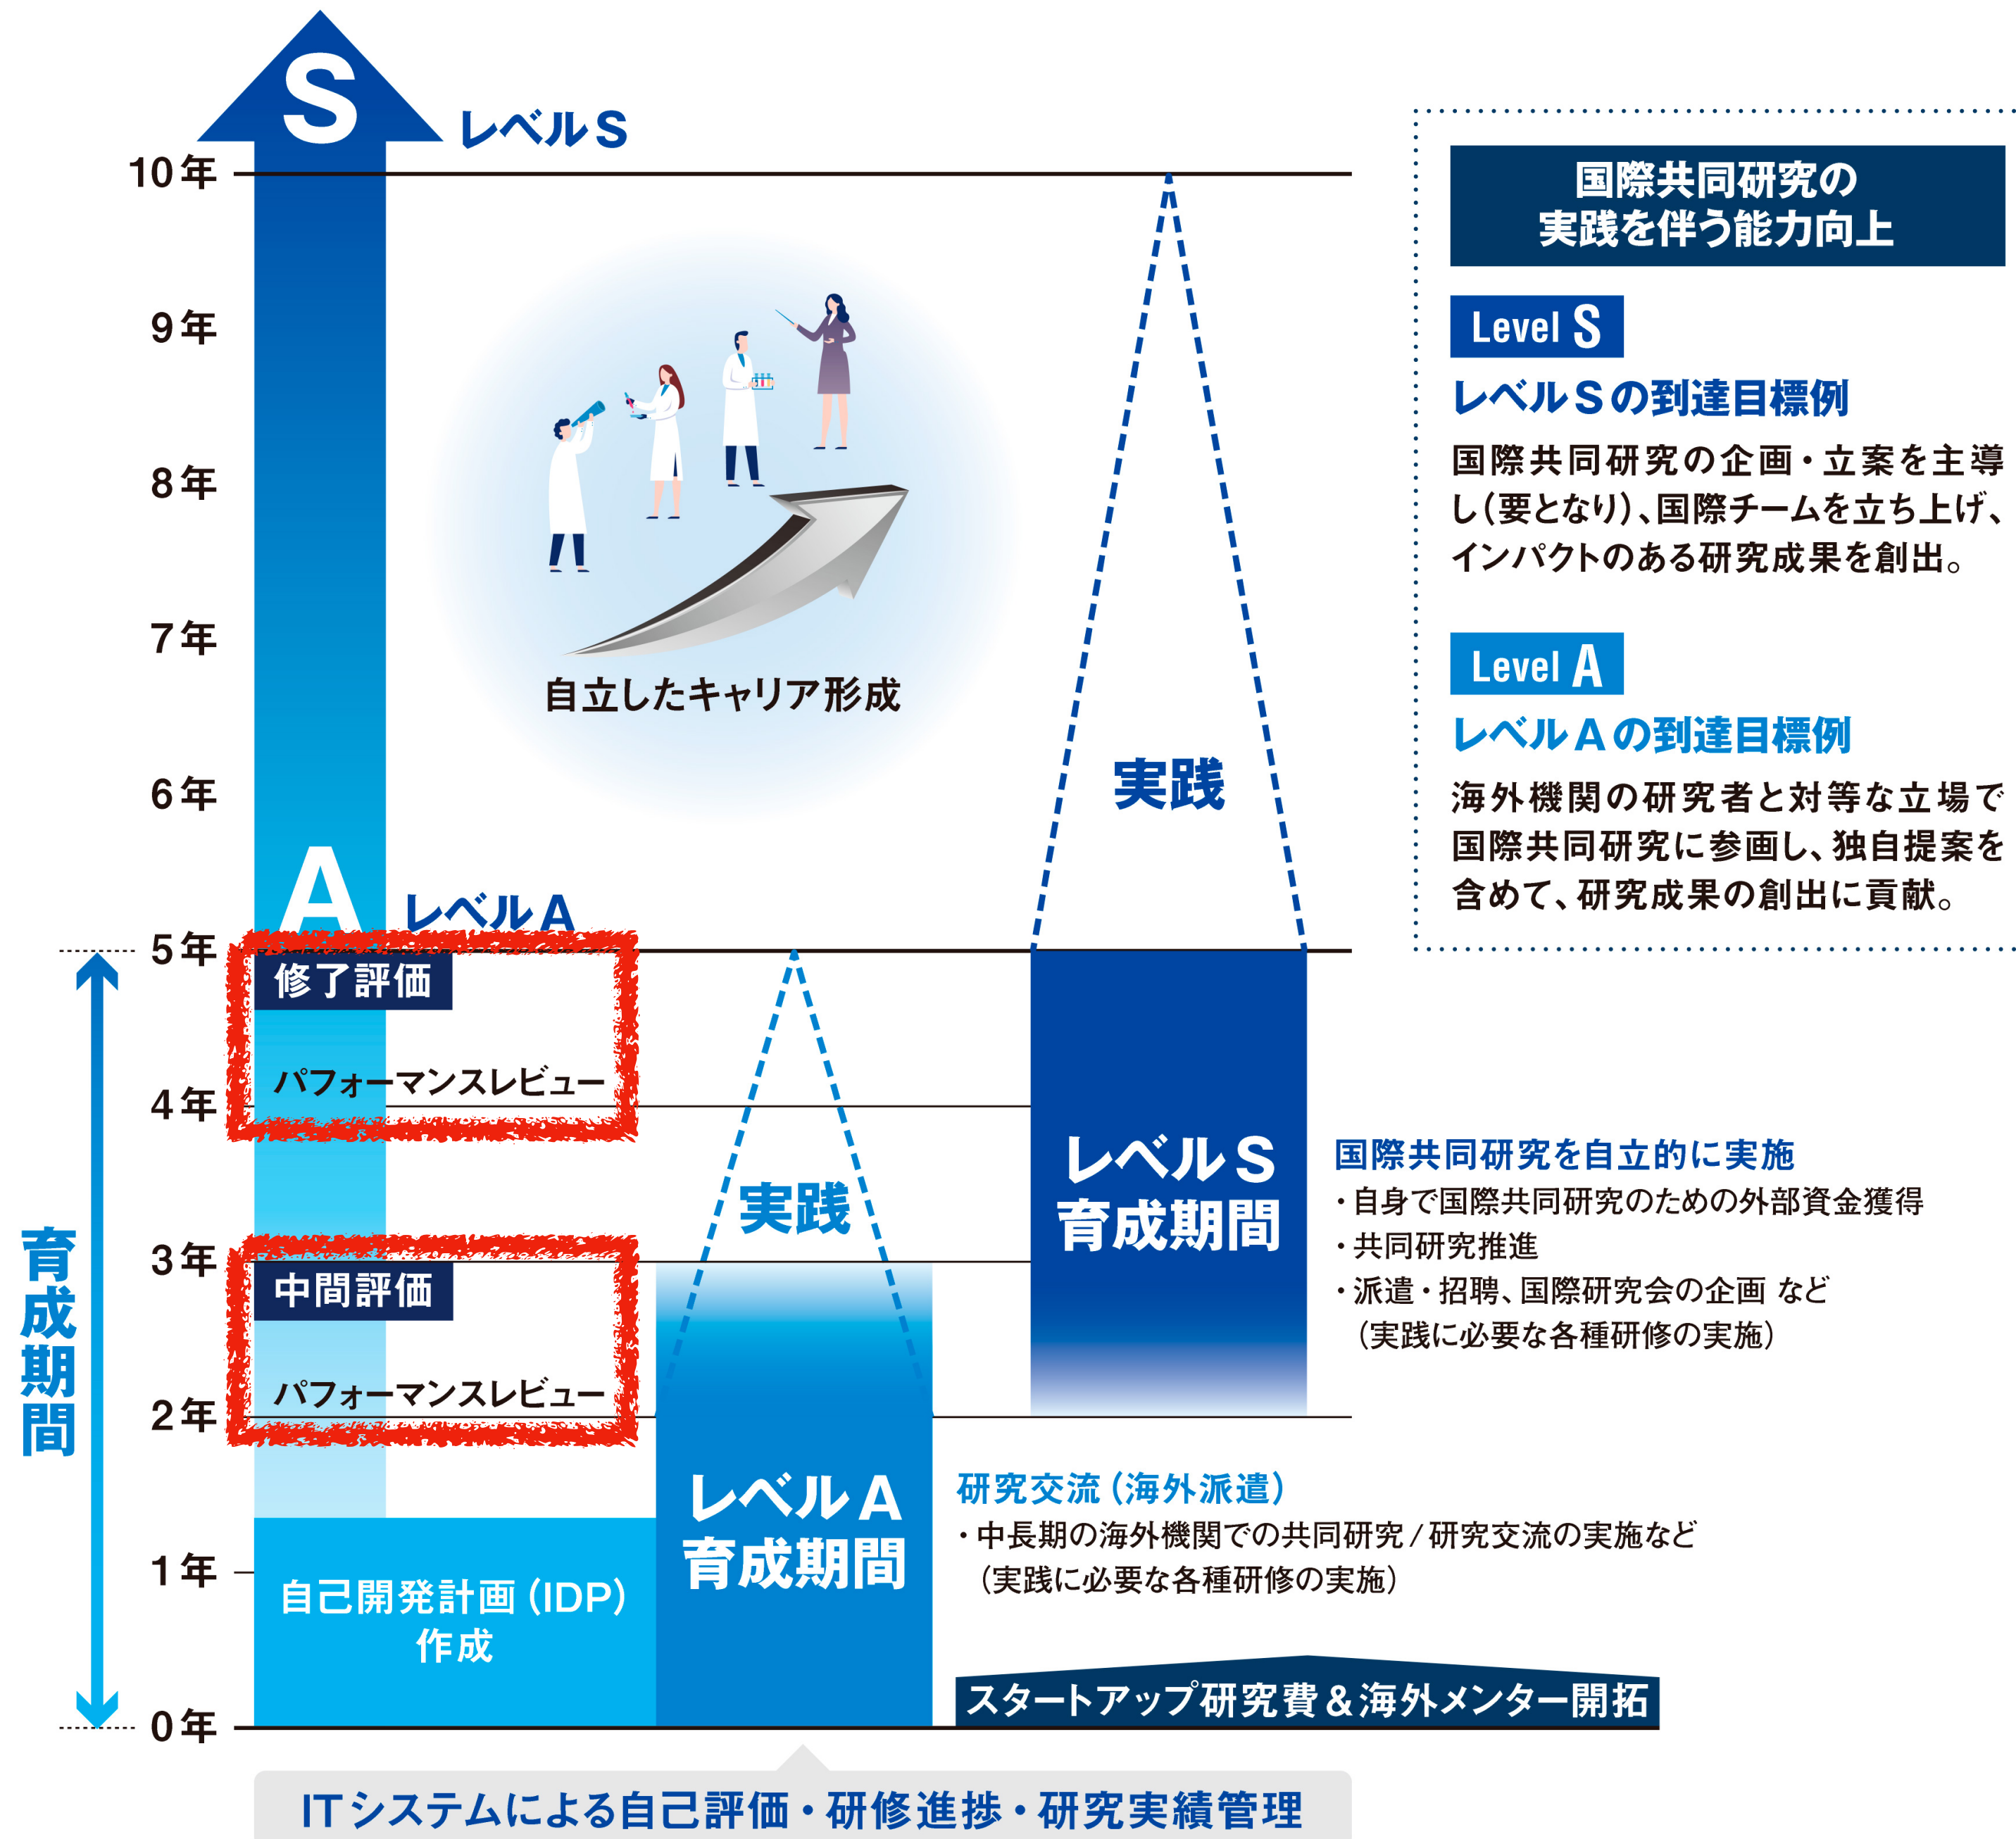 S
レベルS
10年
9年
8年
7年
6年
5年
4年
3年
2年
1年
0年
自立したキャリア形成
実践
A
レベルA
修了評価
パフォーマンスレビュー
中間評価
パフォーマンスレビュー
育成期間
自己開発計画(IDP)
作成
実践
レベルA
育成期間
レベルS
育成期間
国際共同研究の
実践を伴う能力向上
Level S
レベルSの到達目標例
国際共同研究の企画・立案を主導
し(要となり)、国際チームを立ち上げ、
インパクトのある研究成果を創出。
Level A
レベルAの到達目標例
海外機関の研究者と対等な立場で
国際共同研究に参画し、独自提案を
含めて、研究成果の創出に貢献。
国際共同研究を自立的に実施
・自身で国際共同研究のための外部資金獲得
・共同研究推進
・派遣・招聘、国際研究会の企画 など
(実践に必要な各種研修の実施)
研究交流(海外派遣)
・中長期の海外機関での共同研究/研究交流の実施など
(実践に必要な各種研修の実施)
スタートアップ研究費&海外メンター開拓
ITシステムによる自己評価・研修進捗・研究実績管理